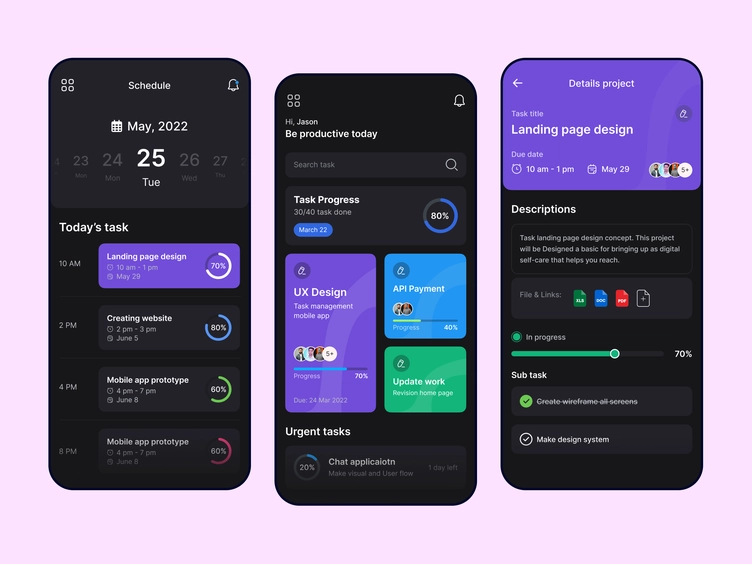 Schedule
May, 2022
23
Mon
24
Mon
25
Tue
26
Wed
27
Thu
Today's task
10 AM
Landing page design
10 am - 1 pm
May 29
70%
2 PM
Creating website
2 pm - 3 pm
June 5
80%
4 PM
Mobile app prototype
4 pm - 7 pm
June 8
60%
8 PM
Mobile app prototype
4 pm - 7 pm
June 8
60%
Hi, Jason
Be productive today
Search task
Task Progress
30/40 task done
March 22
80%
UX Design
Task management
mobile app
5+
Progress 70%
Due: 24 Mar 2022
API Payment
Progress 40%
Update work
Revision home page
Urgent tasks
20%
Chat applicaiotn
Make visual and User flow
1 day left
Details project
Task title
Landing page design
Due date
10 am - 1 pm
May 29
5+
Descriptions
Task landing page design concept. This project
will be Designed a basic for bringing up as digital
self-care that helps you reach.
File & Links:
XLS
DOC
PDF
In progress
70%
Sub task
Create wireframe all screens
Make design system